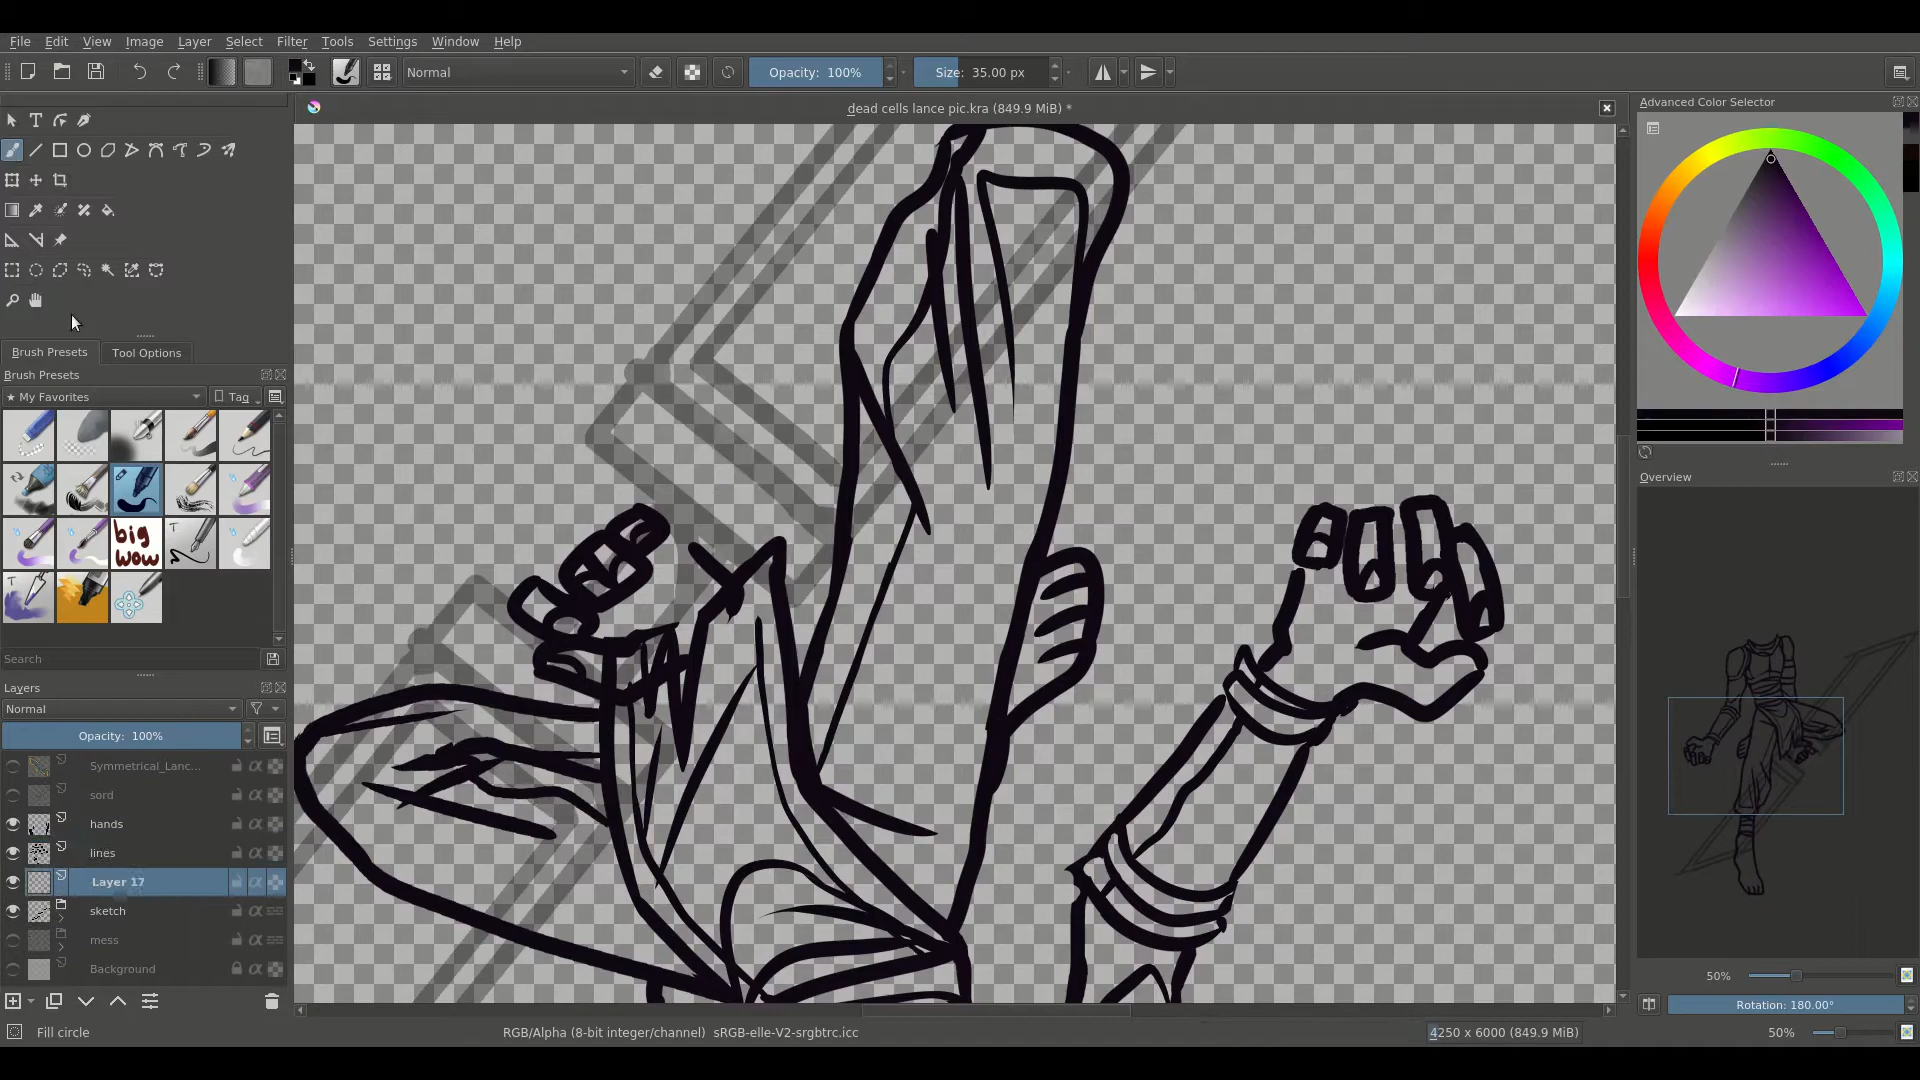 File Edit View Image Layer Select Filter Tools Settings Window Help
Normal
Opacity: 100%
Size: 35.00 px
dead cells lance pic.kra (849.9 MiB) *
Advanced Color Selector
Brush Presets
Tool Options
Brush Presets
★ My Favorites
Tag
big
wow
T
T
Search
Layers
Normal
Opacity: 100%
Symmetrical_Lanc...
sord
hands
lines
Layer 17
sketch
mess
Background
Overview
50%
Rotation: 180.00°
Fill circle
RGB/Alpha (8-bit integer/channel) sRGB-elle-V2-srgbtrc.icc
4250 x 6000 (849.9 MiB)
50%